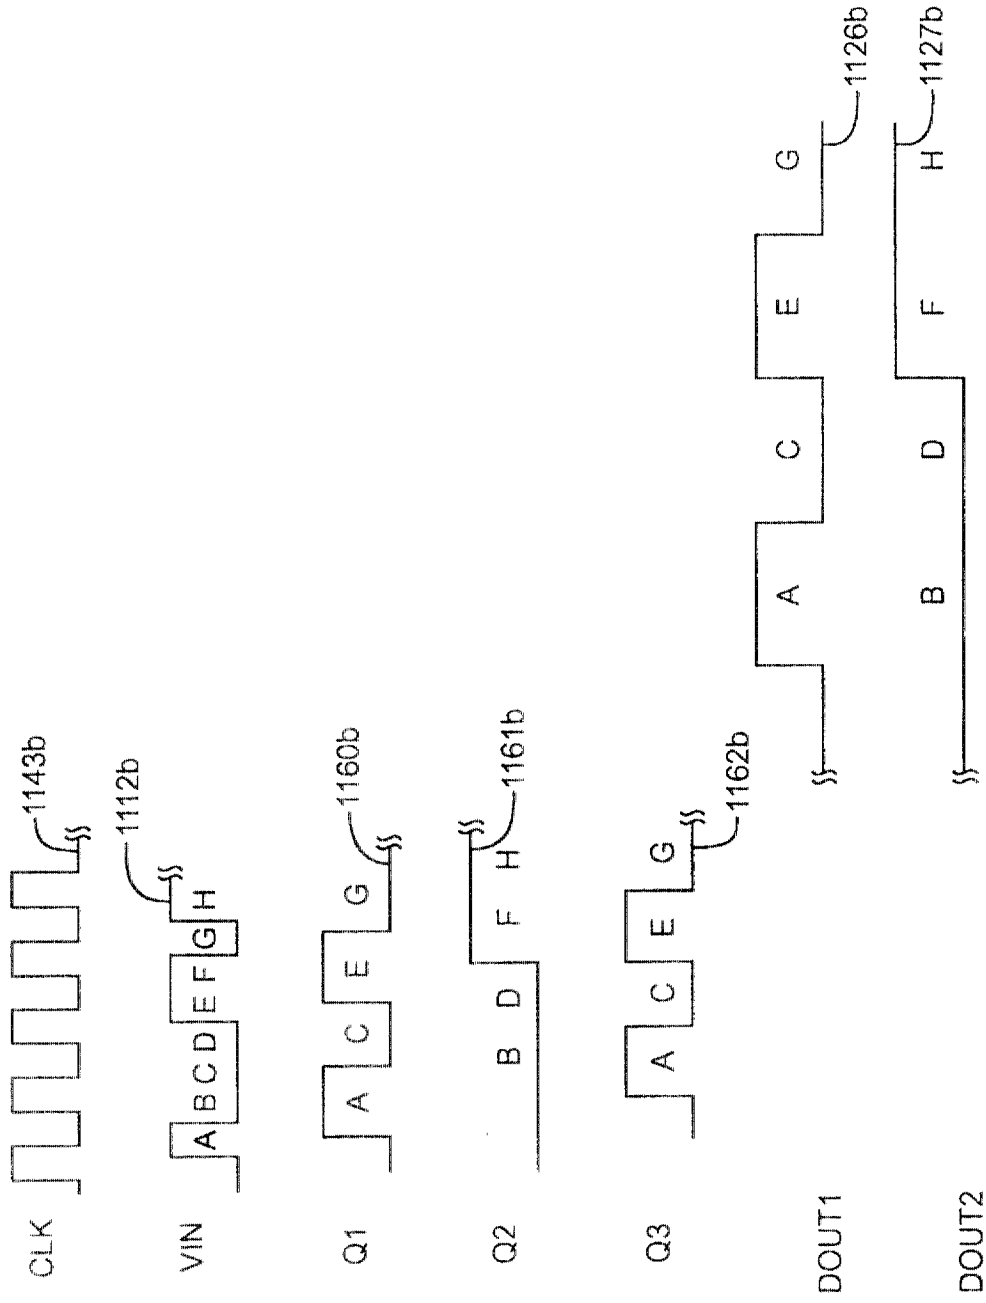 CLK
1143b
VIN
A B C D E F G H
1112b
Q1
A C E G
1160b
Q2
B D F H
1161b
Q3
A C E G
1162b
DOUT1
A C E G
1126b
DOUT2
B D F H
1127b